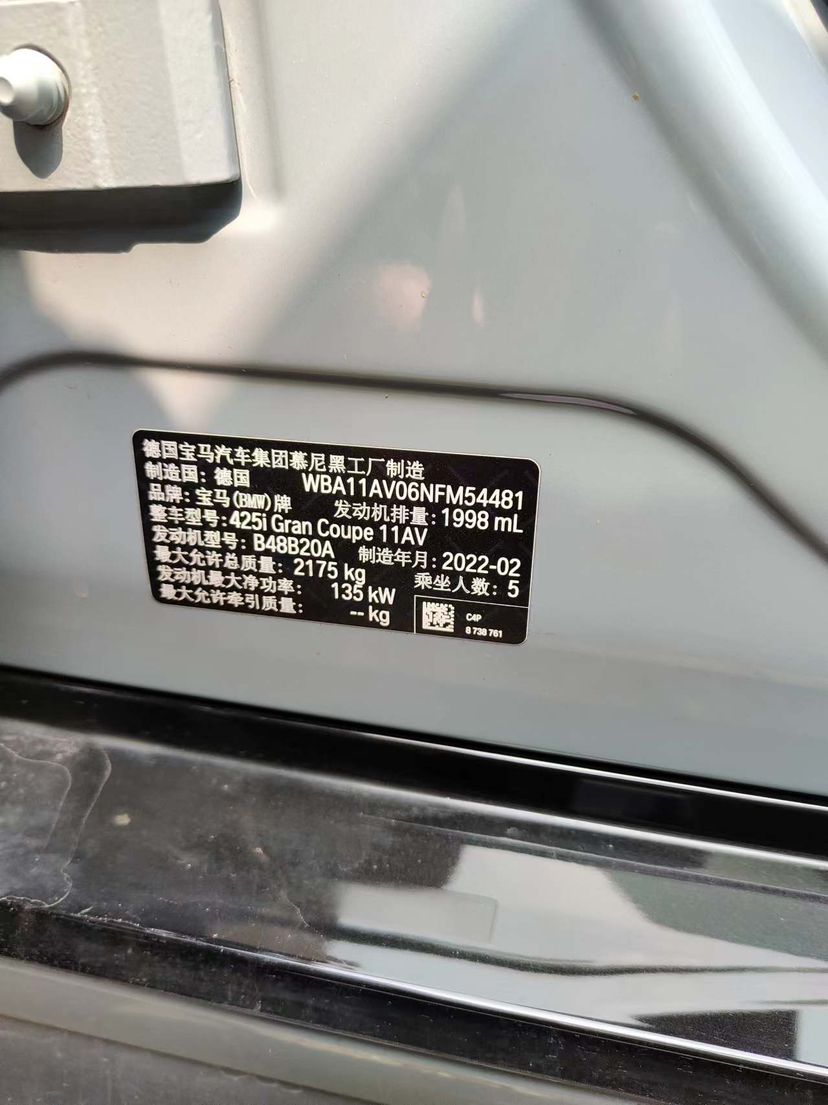 德国宝马汽车集团慕尼黑工厂制造
制造国：德国 WBA11AV06NFM54481
品牌：宝马(BMW)牌 发动机排量：1998 mL
整车型号：425i Gran Coupe 11AV
发动机型号：B48B20A 制造年月：2022-02
最大允许总质量：2175 kg 乘坐人数：5
发动机最大净功率：135 kW
最大允许牵引质量：-- kg
C4P
8 738 761